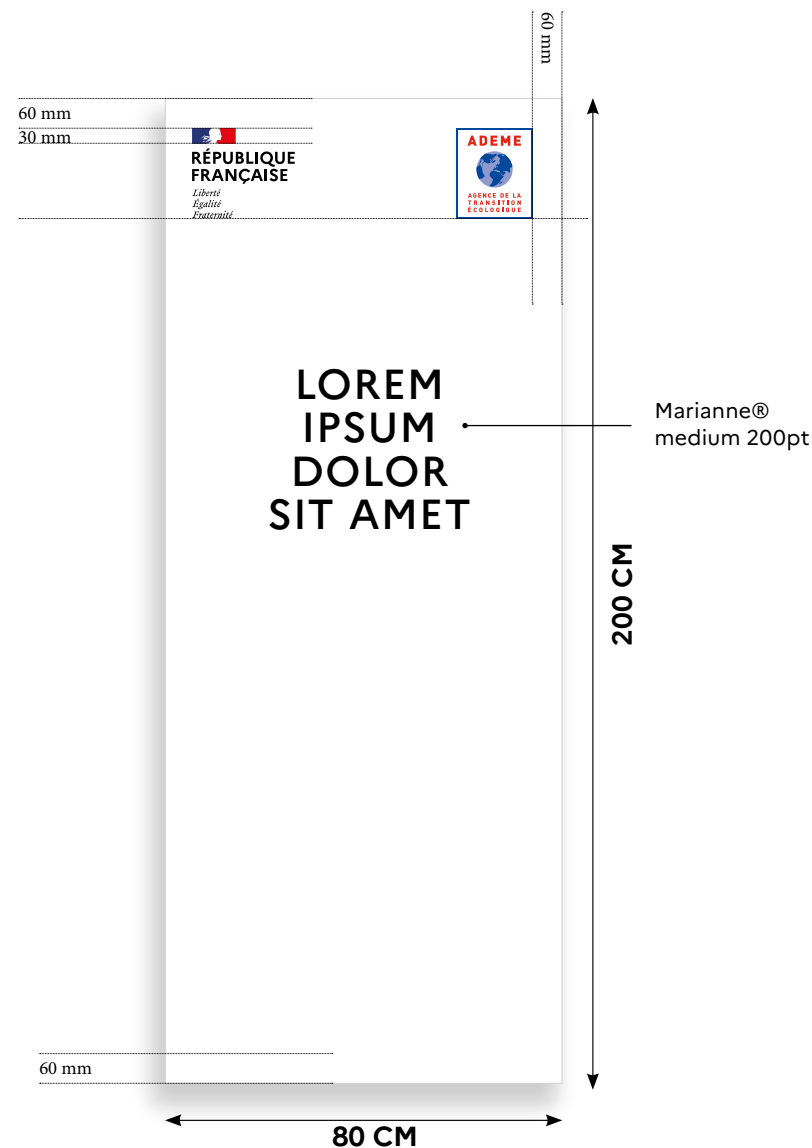 60 mm
60 mm
30 mm
RÉPUBLIQUE
FRANÇAISE
Liberté
Égalité
Fraternité
ADEME
AGENCE DE LA
TRANSITION
ÉCOLOGIQUE
LOREM
IPSUM
DOLOR
SIT AMET
Marianne®
medium 200pt
200 CM
60 mm
80 CM